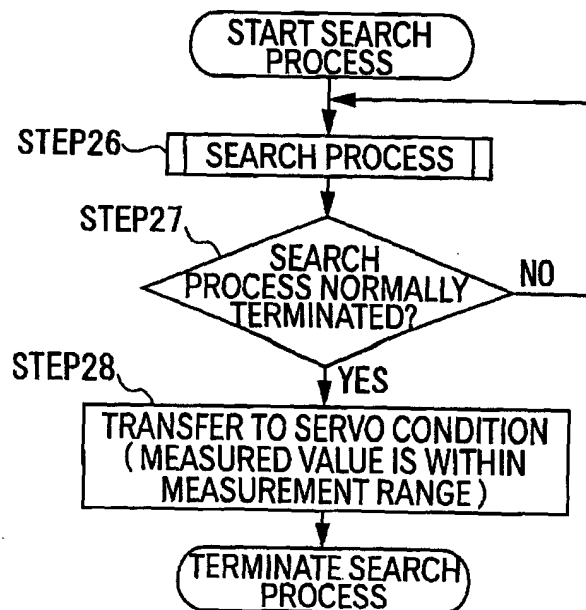 START SEARCH
PROCESS
STEP26
SEARCH PROCESS
STEP27
SEARCH
PROCESS NORMALLY
TERMINATED?
NO
YES
STEP28
TRANSFER TO SERVO CONDITION
(MEASURED VALUE IS WITHIN
MEASUREMENT RANGE)
TERMINATE SEARCH
PROCESS